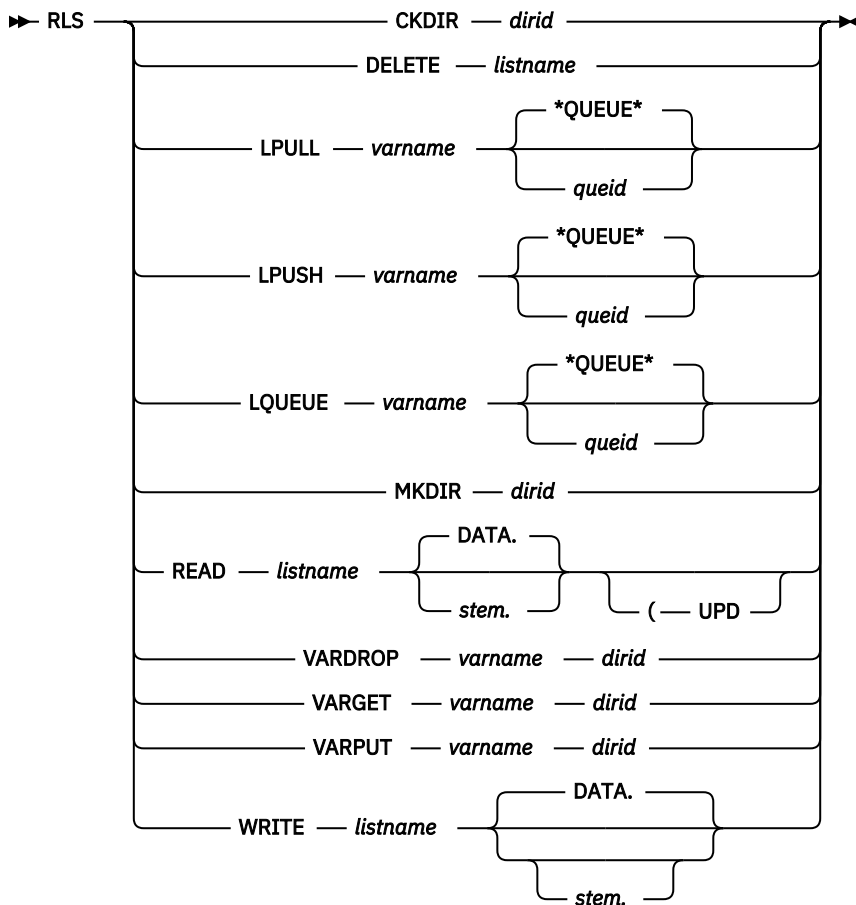 RLS CKDIR dirid
DELETE listname
*QUEUE*
LPULL varname
queid
*QUEUE*
LPUSH varname
queid
*QUEUE*
LQUEUE varname
queid
MKDIR dirid
DATA.
READ listname
stem. ( UPD
VARDROP varname dirid
VARGET varname dirid
VARPUT varname dirid
DATA.
WRITE listname
stem.